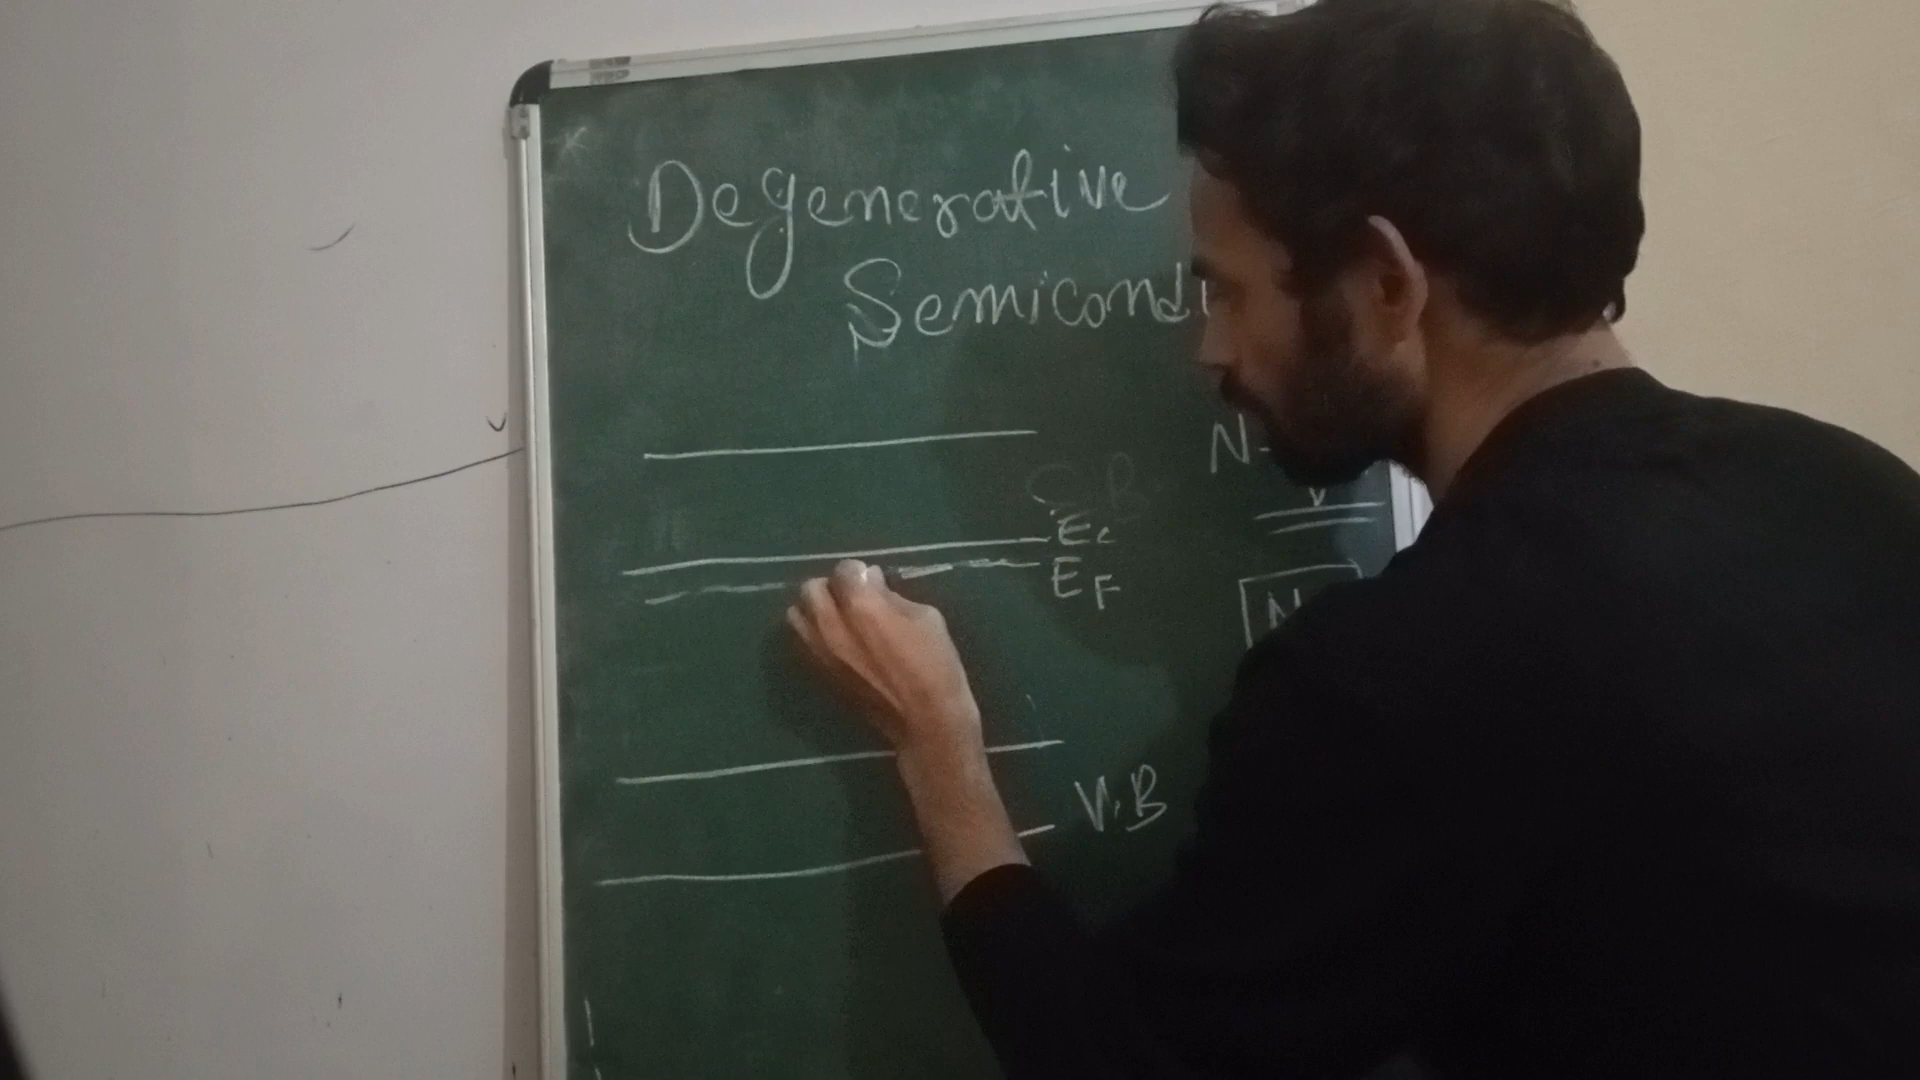 Degenerative
Semicond
N-
C.B.
Ec
EF
N
V.B